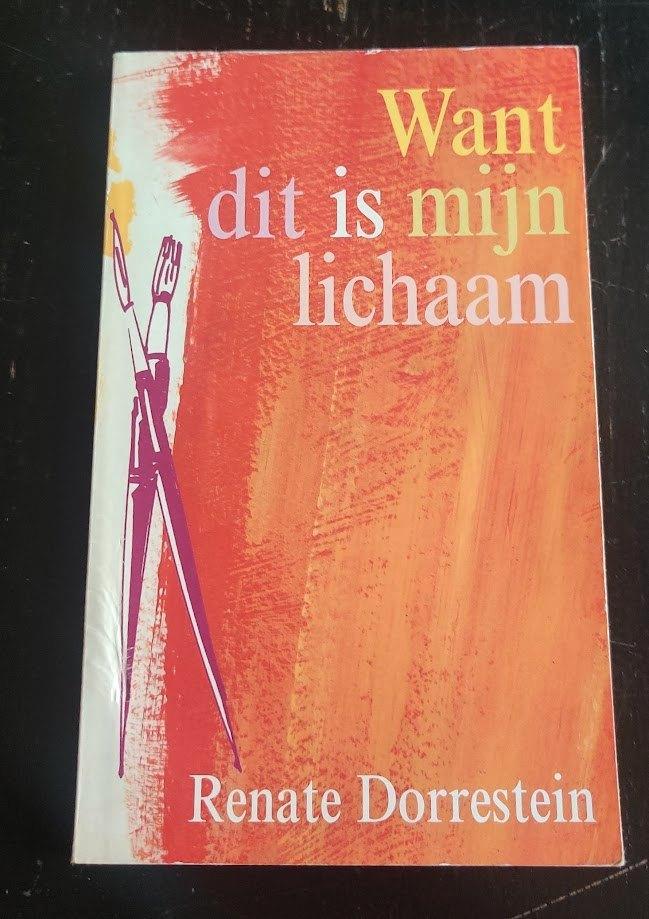 Want
dit is mijn
lichaam
Renate Dorrestein